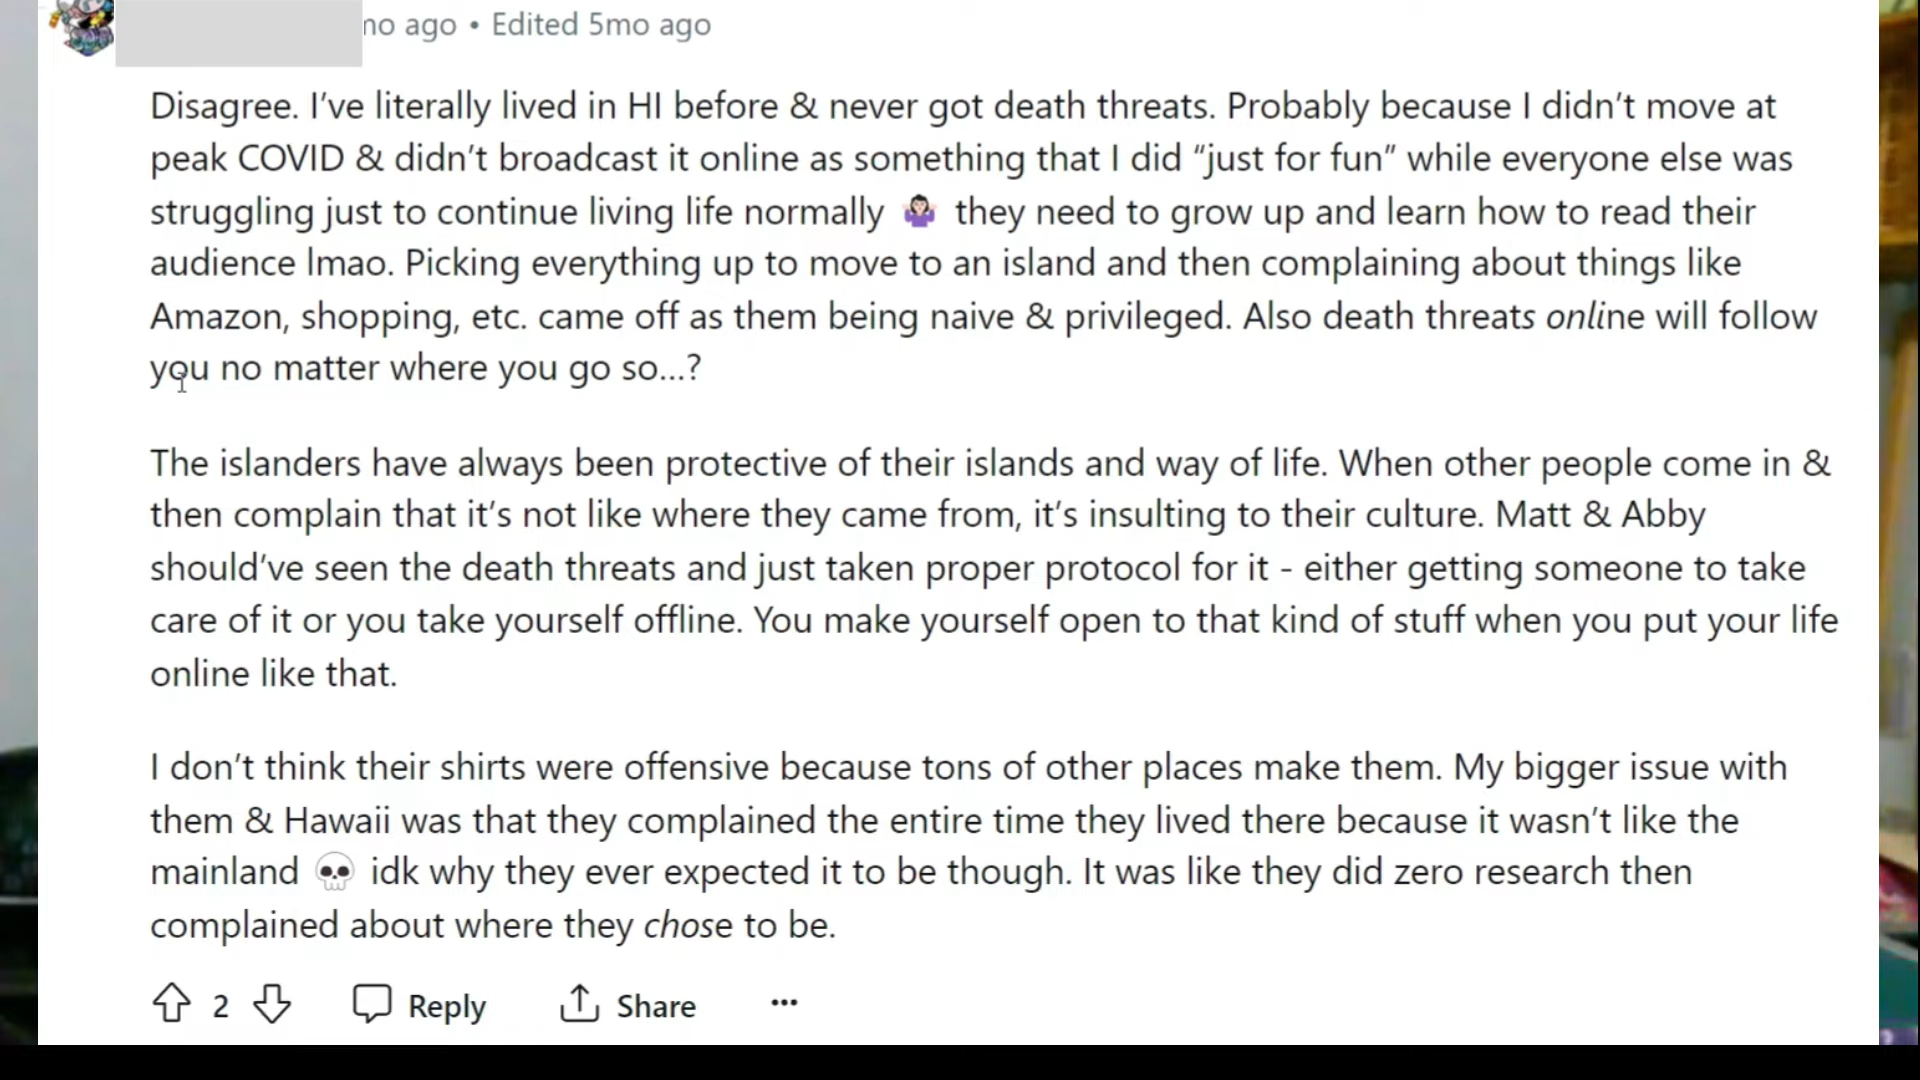 mo ago • Edited 5mo ago
Disagree. I’ve literally lived in HI before & never got death threats. Probably because I didn’t move at
peak COVID & didn’t broadcast it online as something that I did “just for fun” while everyone else was
struggling just to continue living life normally 🤷🏻‍♀️ they need to grow up and learn how to read their
audience lmao. Picking everything up to move to an island and then complaining about things like
Amazon, shopping, etc. came off as them being naive & privileged. Also death threats online will follow
you no matter where you go so...?
The islanders have always been protective of their islands and way of life. When other people come in &
then complain that it’s not like where they came from, it’s insulting to their culture. Matt & Abby
should’ve seen the death threats and just taken proper protocol for it - either getting someone to take
care of it or you take yourself offline. You make yourself open to that kind of stuff when you put your life
online like that.
I don’t think their shirts were offensive because tons of other places make them. My bigger issue with
them & Hawaii was that they complained the entire time they lived there because it wasn’t like the
mainland 💀 idk why they ever expected it to be though. It was like they did zero research then
complained about where they chose to be.
2 Reply Share ...